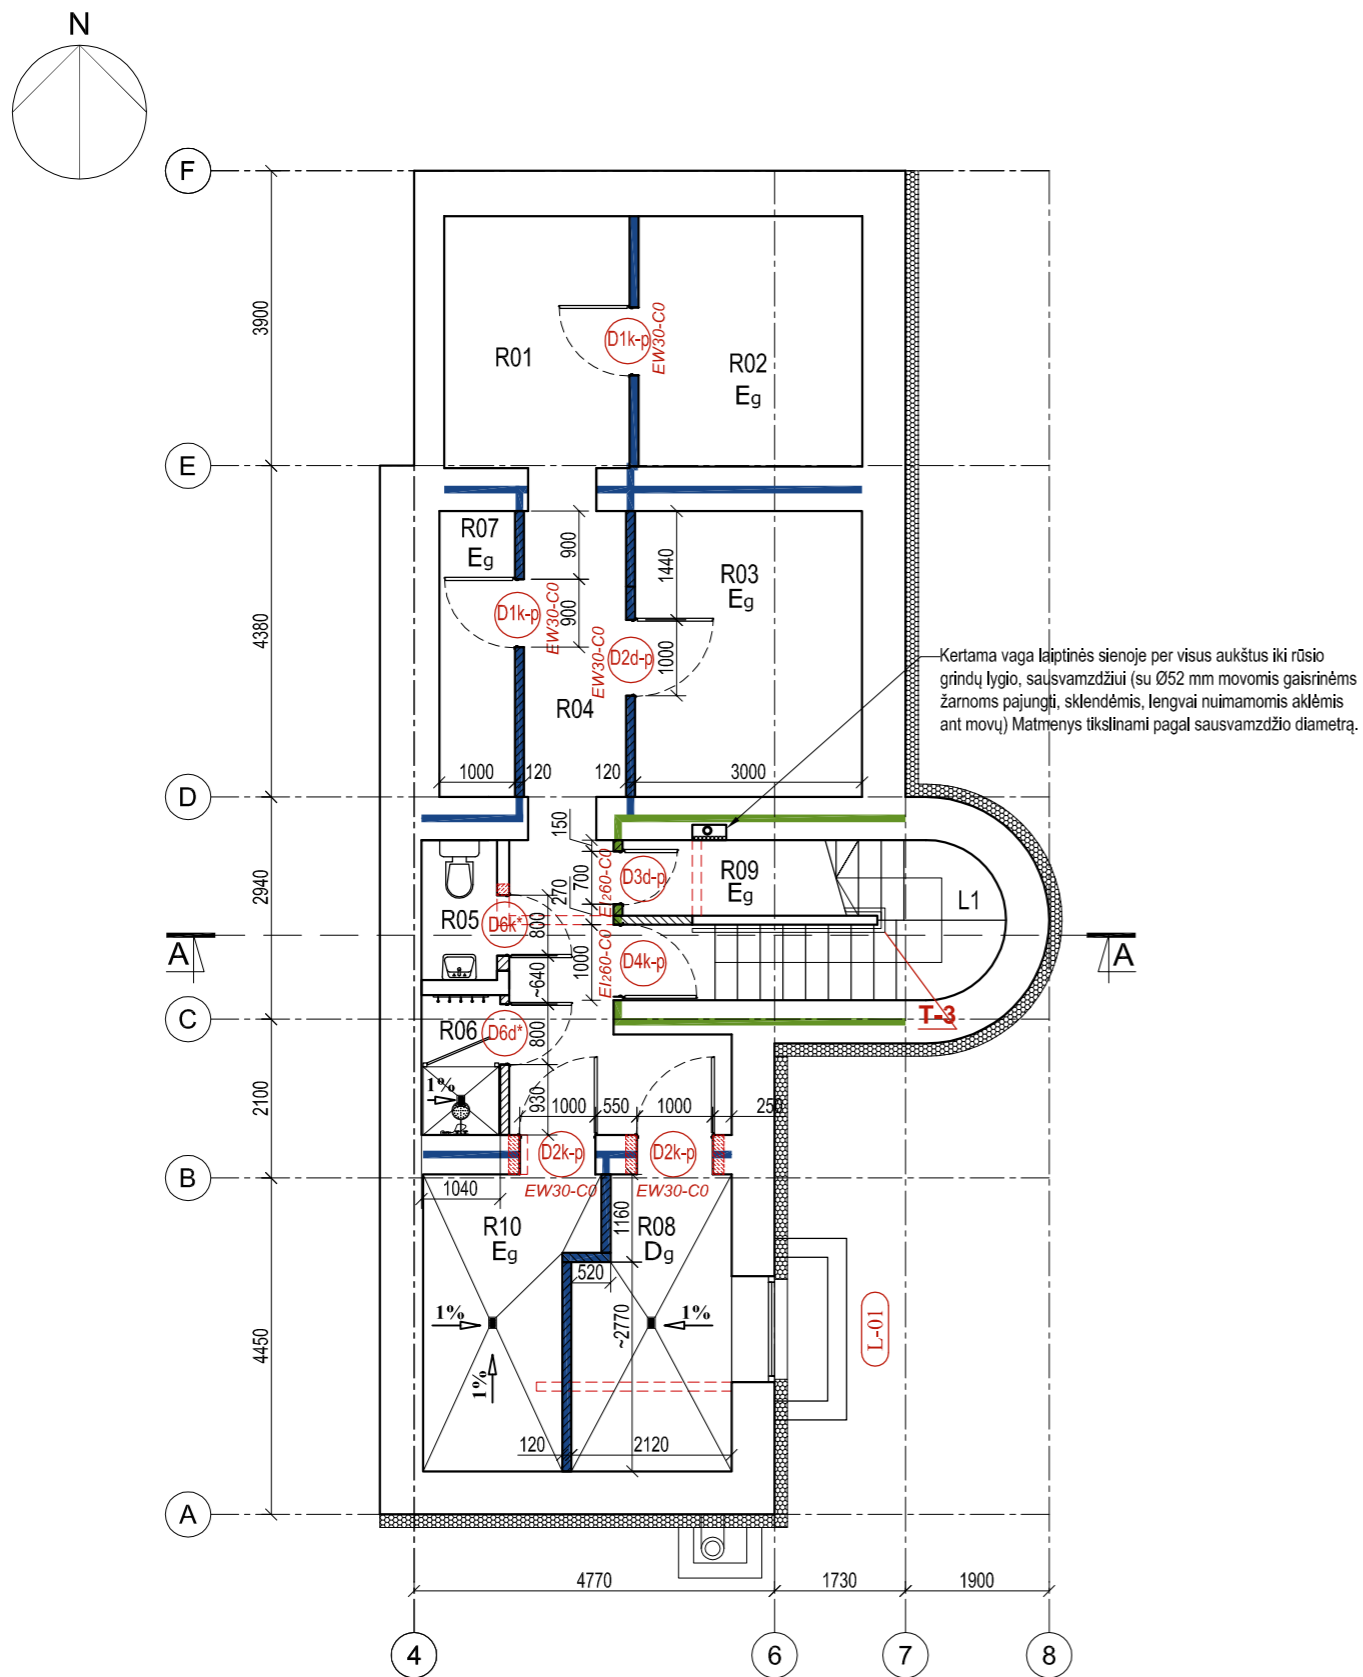 N
F
3900
R01
D1k-p
EW30-C0
R02
Eg
E
4380
R07
Eg
900
D1k-p
EW30-C0
900
1440
R03
Eg
EW30-C0
D2d-p
1000
R04
Kertama vaga laiptinės sienoje per visus aukštus iki rūsio
grindų lygio, sausvamzdžiui (su Ø52 mm movomis gaisrinėms
žarnoms pajungti, sklendėmis, lengvai nuimamomis aklėmis
ant movų) Matmenys tikslinami pagal sausvamzdžio diametrą.
1000
120
120
3000
D
2940
150
270
700
EI260-C0
D3d-p
R09
Eg
L1
R05
D6k*
800
A
A
~640
1000
EI260-C0
D4k-p
C
T-3
R06
D6d*
800
2100
1%
930
1000
550
1000
250
D2k-p
D2k-p
B
EW30-C0
EW30-C0
1040
R10
Eg
1160
R08
Dg
520
4450
1%
1%
~2770
L-01
1%
120
2120
A
4770
1730
1900
4
6
7
8